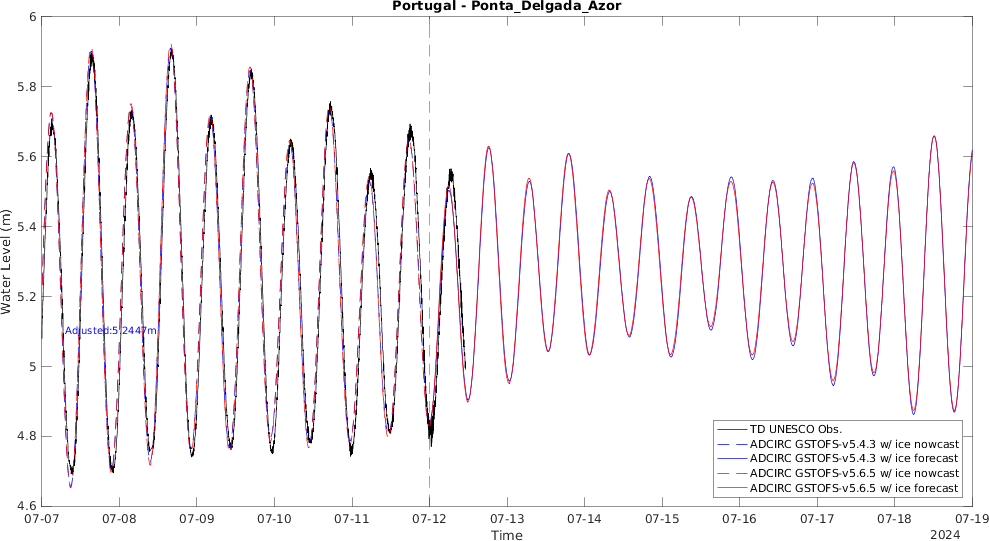 Portugal - Ponta_Delgada_Azor
6
5.8
5.6
5.4
5.2
5
4.8
4.6
Water Level (m)
Adjusted:5.2447m
TD UNESCO Obs.
ADCIRC GSTOFS-v5.4.3 w/ ice nowcast
ADCIRC GSTOFS-v5.4.3 w/ ice forecast
ADCIRC GSTOFS-v5.6.5 w/ ice nowcast
ADCIRC GSTOFS-v5.6.5 w/ ice forecast
07-07 07-08 07-09 07-10 07-11 07-12 07-13 07-14 07-15 07-16 07-17 07-18 07-19
Time
2024